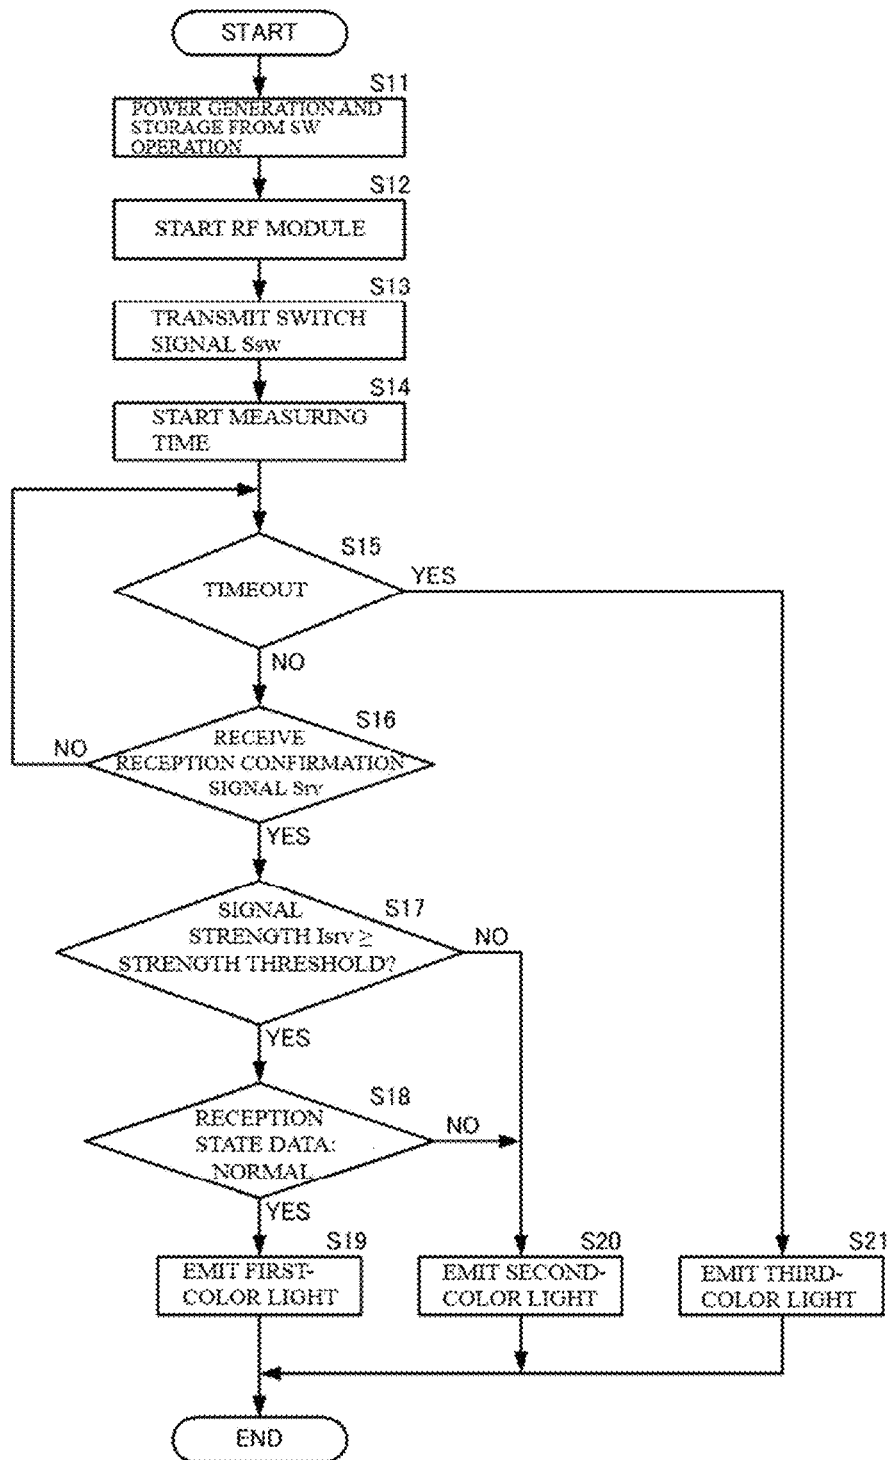 START
S11
POWER GENERATION AND
STORAGE FROM SW
OPERATION
S12
START RF MODULE
S13
TRANSMIT SWITCH
SIGNAL Ssw
S14
START MEASURING
TIME
S15
TIMEOUT
YES
NO
S16
NO
RECEIVE
RECEPTION CONFIRMATION
SIGNAL Srv
YES
S17
SIGNAL
STRENGTH Isrv ≥
STRENGTH THRESHOLD?
NO
YES
S18
RECEPTION
STATE DATA:
NORMAL
NO
YES
S19
EMIT FIRST-
COLOR LIGHT
S20
EMIT SECOND-
COLOR LIGHT
S21
EMIT THIRD-
COLOR LIGHT
END